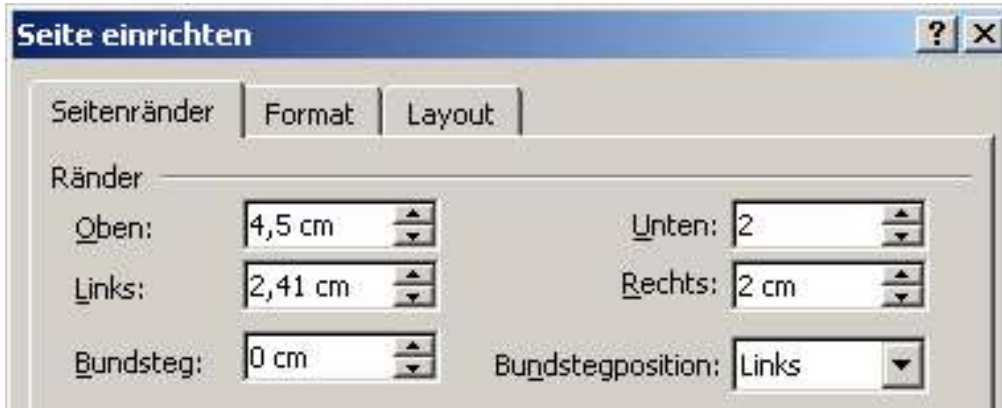 Seite einrichten
Seitenränder Format Layout
Ränder
Oben: 4,5 cm Unten: 2
Links: 2,41 cm Rechts: 2 cm
Bundsteg: 0 cm Bundstegposition: Links